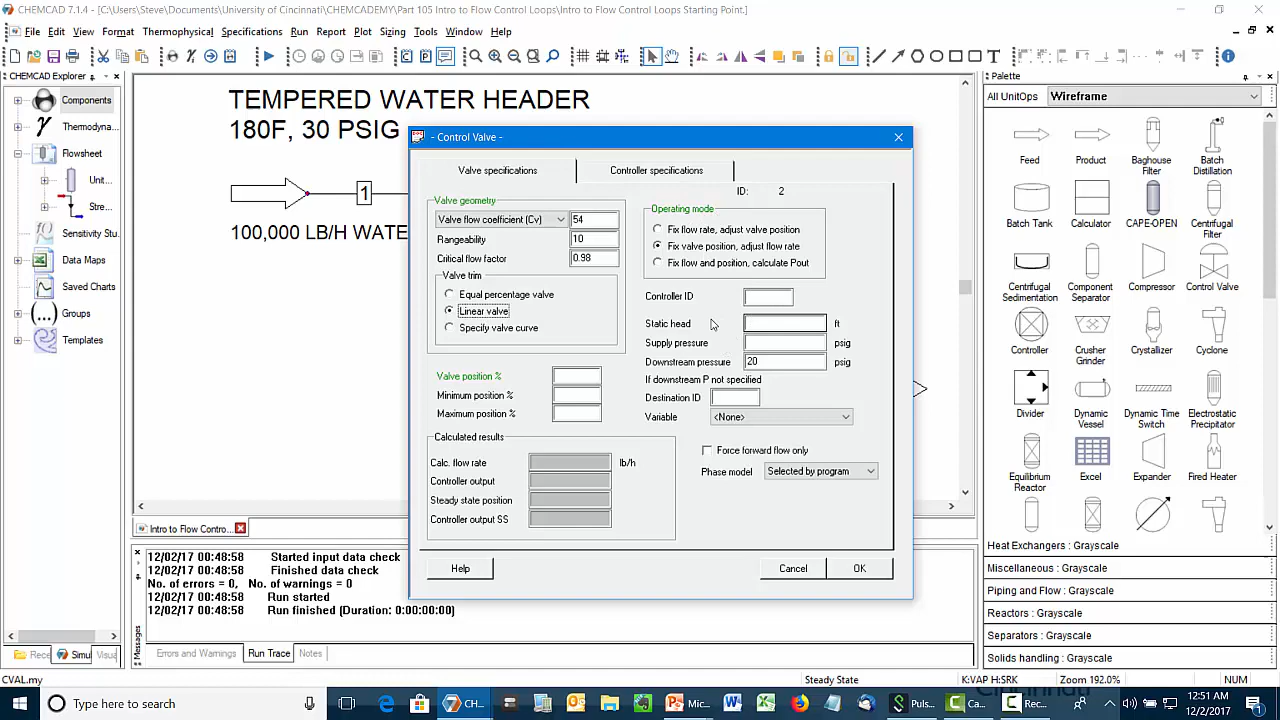 CHEMCAD 7.1.4 - [C:\Users\Steve\Documents\University of Cincinnati\CHEMCADEMY\Part 105 Intro to Flow Control Loops\Intro to Flow Control Loops Starting Point.]
File Edit View Format Thermophysical Specifications Run Report Plot Sizing Tools Window Help
CHEMCAD Explorer
Components
Thermodyna...
Flowsheet
Unit...
Stre...
Sensitivity Stu...
Data Maps
Saved Charts
Groups
Templates
Rece Simu Visua
TEMPERED WATER HEADER
180F, 30 PSIG
1
100,000 LB/H WATE
- Control Valve -
Valve specifications
Controller specifications
ID: 2
Valve geometry
Valve flow coefficient (Cv) 54
Rangeability 10
Critical flow factor 0.98
Valve trim
Equal percentage valve
Linear valve
Specify valve curve
Valve position %
Minimum position %
Maximum position %
Calculated results
Calc. flow rate lb/h
Controller output
Steady state position
Controller output SS
Operating mode
Fix flow rate, adjust valve position
Fix valve position, adjust flow rate
Fix flow and position, calculate Pout
Controller ID
Static head ft
Supply pressure psig
Downstream pressure 20 psig
If downstream P not specified
Destination ID
Variable <None>
Force forward flow only
Phase model Selected by program
Help
Cancel
OK
Intro to Flow Contro...
Messages
12/02/17 00:48:58 Started input data check
12/02/17 00:48:58 Finished data check
No. of errors = 0, No. of warnings = 0
12/02/17 00:48:58 Run started
12/02/17 00:48:58 Run finished (Duration: 0:00:00:00)
Errors and Warnings Run Trace Notes
Palette
All UnitOps Wireframe
Feed
Product
Baghouse Filter
Batch Distillation
Batch Tank
Calculator
CAPE-OPEN
Centrifugal Filter
Centrifugal Sedimentation
Component Separator
Compressor
Control Valve
Controller
Crusher Grinder
Crystallizer
Cyclone
Divider
Dynamic Vessel
Dynamic Time Switch
Electrostatic Precipitator
Equilibrium Reactor
Excel
Expander
Fired Heater
Heat Exchangers : Grayscale
Miscellaneous : Grayscale
Piping and Flow : Grayscale
Reactors : Grayscale
Separators : Grayscale
Solids handling : Grayscale
CVAL.my
Steady State
K:VAP H:SRK
Zoom 192.0%
NUM
Cincinnati
Type here to search
CH...
Mic...
Puls...
Ca...
Rec...
12:51 AM
12/2/2017